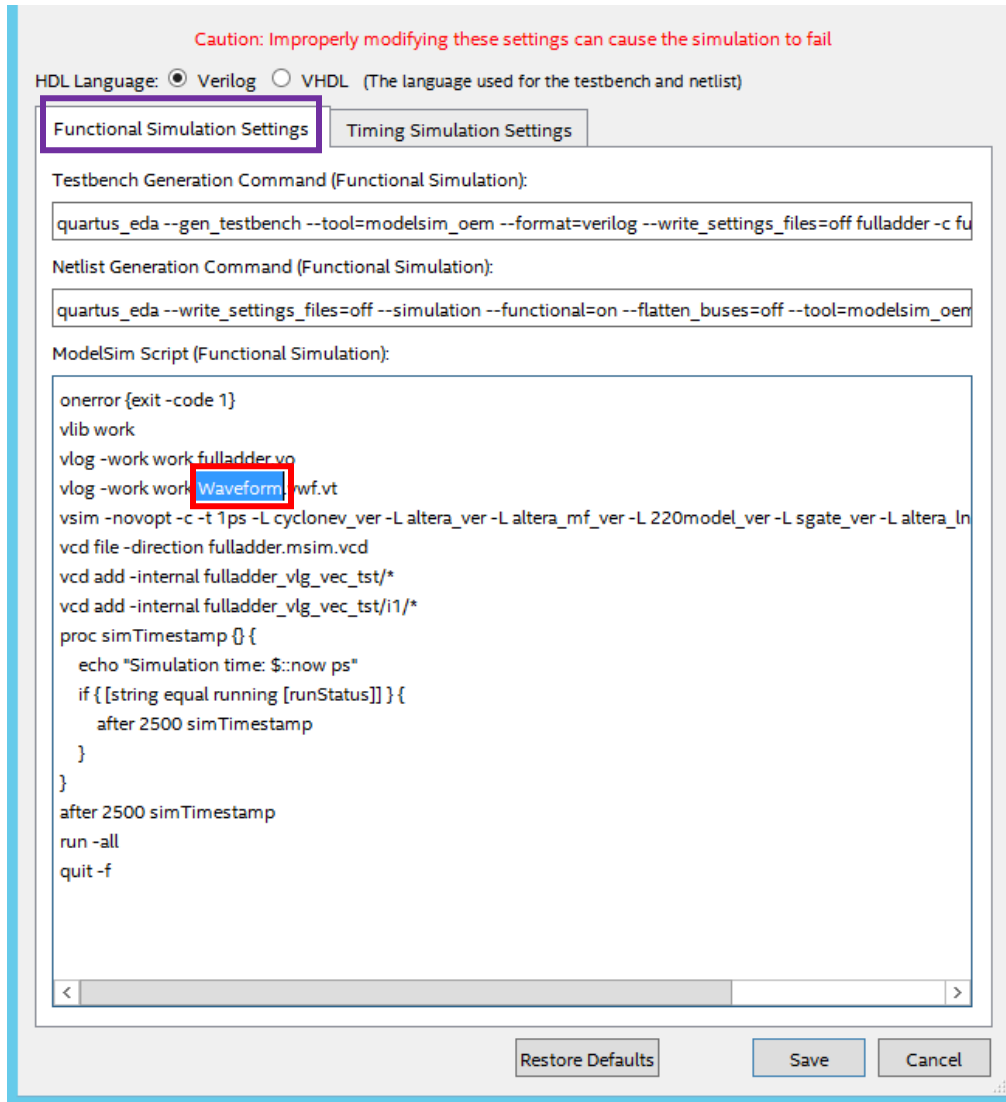 Caution: Improperly modifying these settings can cause the simulation to fail
HDL Language: Verilog VHDL (The language used for the testbench and netlist)
Functional Simulation Settings Timing Simulation Settings
Testbench Generation Command (Functional Simulation):
quartus_eda --gen_testbench --tool=modelsim_oem --format=verilog --write_settings_files=off fulladder -c fu
Netlist Generation Command (Functional Simulation):
quartus_eda --write_settings_files=off --simulation --functional=on --flatten_buses=off --tool=modelsim_oem
ModelSim Script (Functional Simulation):
onerror {exit -code 1}
vlib work
vlog -work work fulladder.vo
vlog -work work Waveform.vwf.vt
vsim -novopt -c -t 1ps -L cyclonev_ver -L altera_ver -L altera_mf_ver -L 220model_ver -L sgate_ver -L altera_ln
vcd file -direction fulladder.msim.vcd
vcd add -internal fulladder_vlg_vec_tst/*
vcd add -internal fulladder_vlg_vec_tst/i1/*
proc simTimestamp {} {
echo "Simulation time: $::now ps"
if { [string equal running [runStatus]] } {
after 2500 simTimestamp
}
}
after 2500 simTimestamp
run -all
quit -f
Restore Defaults Save Cancel